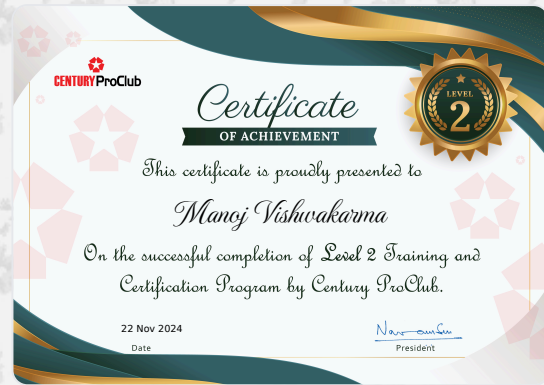 CENTURY ProClub
LEVEL
2
Certificate
OF ACHIEVEMENT
This certificate is proudly presented to
Manoj Vishwakarma
On the successful completion of Level 2 Training and
Certification Program by Century ProClub.
22 Nov 2024
Date
President